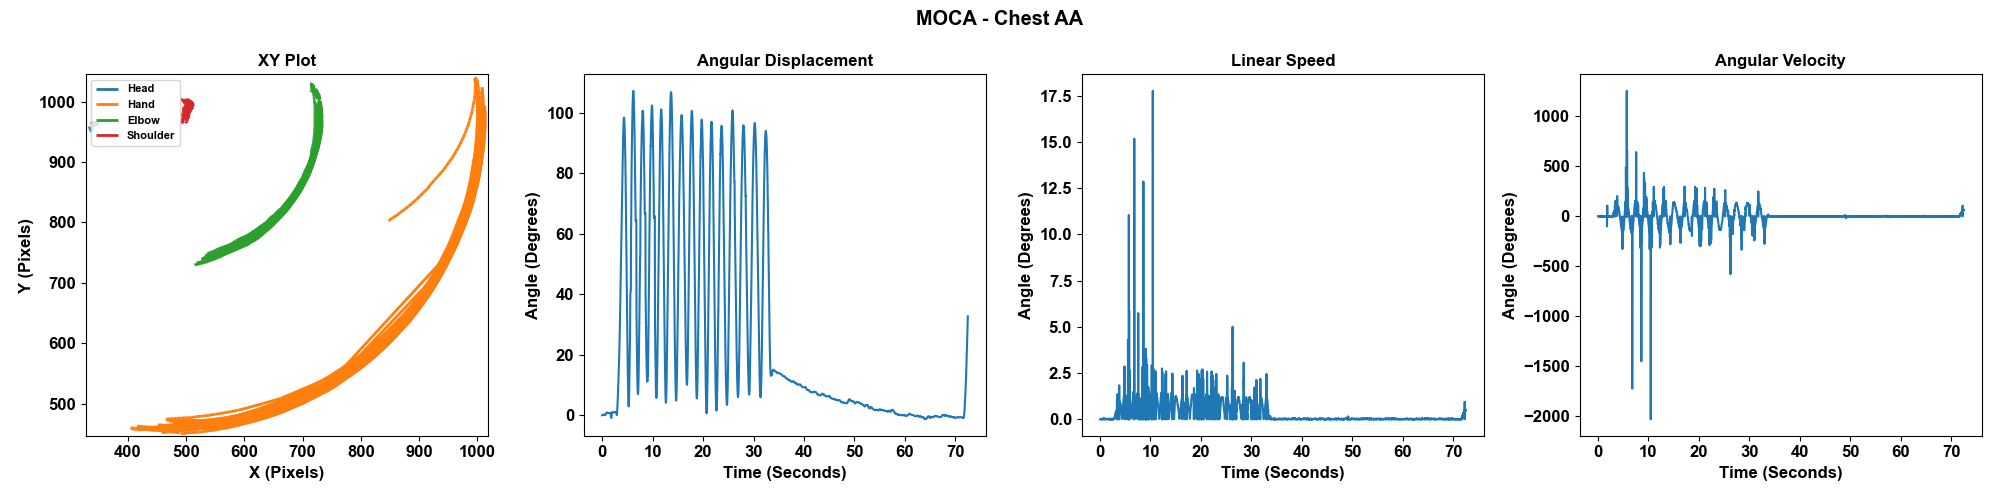 MOCA - Chest AA
XY Plot
Head
Hand
Elbow
Shoulder
1000
900
800
700
600
500
Y (Pixels)
400 500 600 700 800 900 1000
X (Pixels)
Angular Displacement
100
80
60
40
20
0
Angle (Degrees)
0 10 20 30 40 50 60 70
Time (Seconds)
Linear Speed
17.5
15.0
12.5
10.0
7.5
5.0
2.5
0.0
Angle (Degrees)
0 10 20 30 40 50 60 70
Time (Seconds)
Angular Velocity
1000
500
0
−500
−1000
−1500
−2000
Angle (Degrees)
0 10 20 30 40 50 60 70
Time (Seconds)